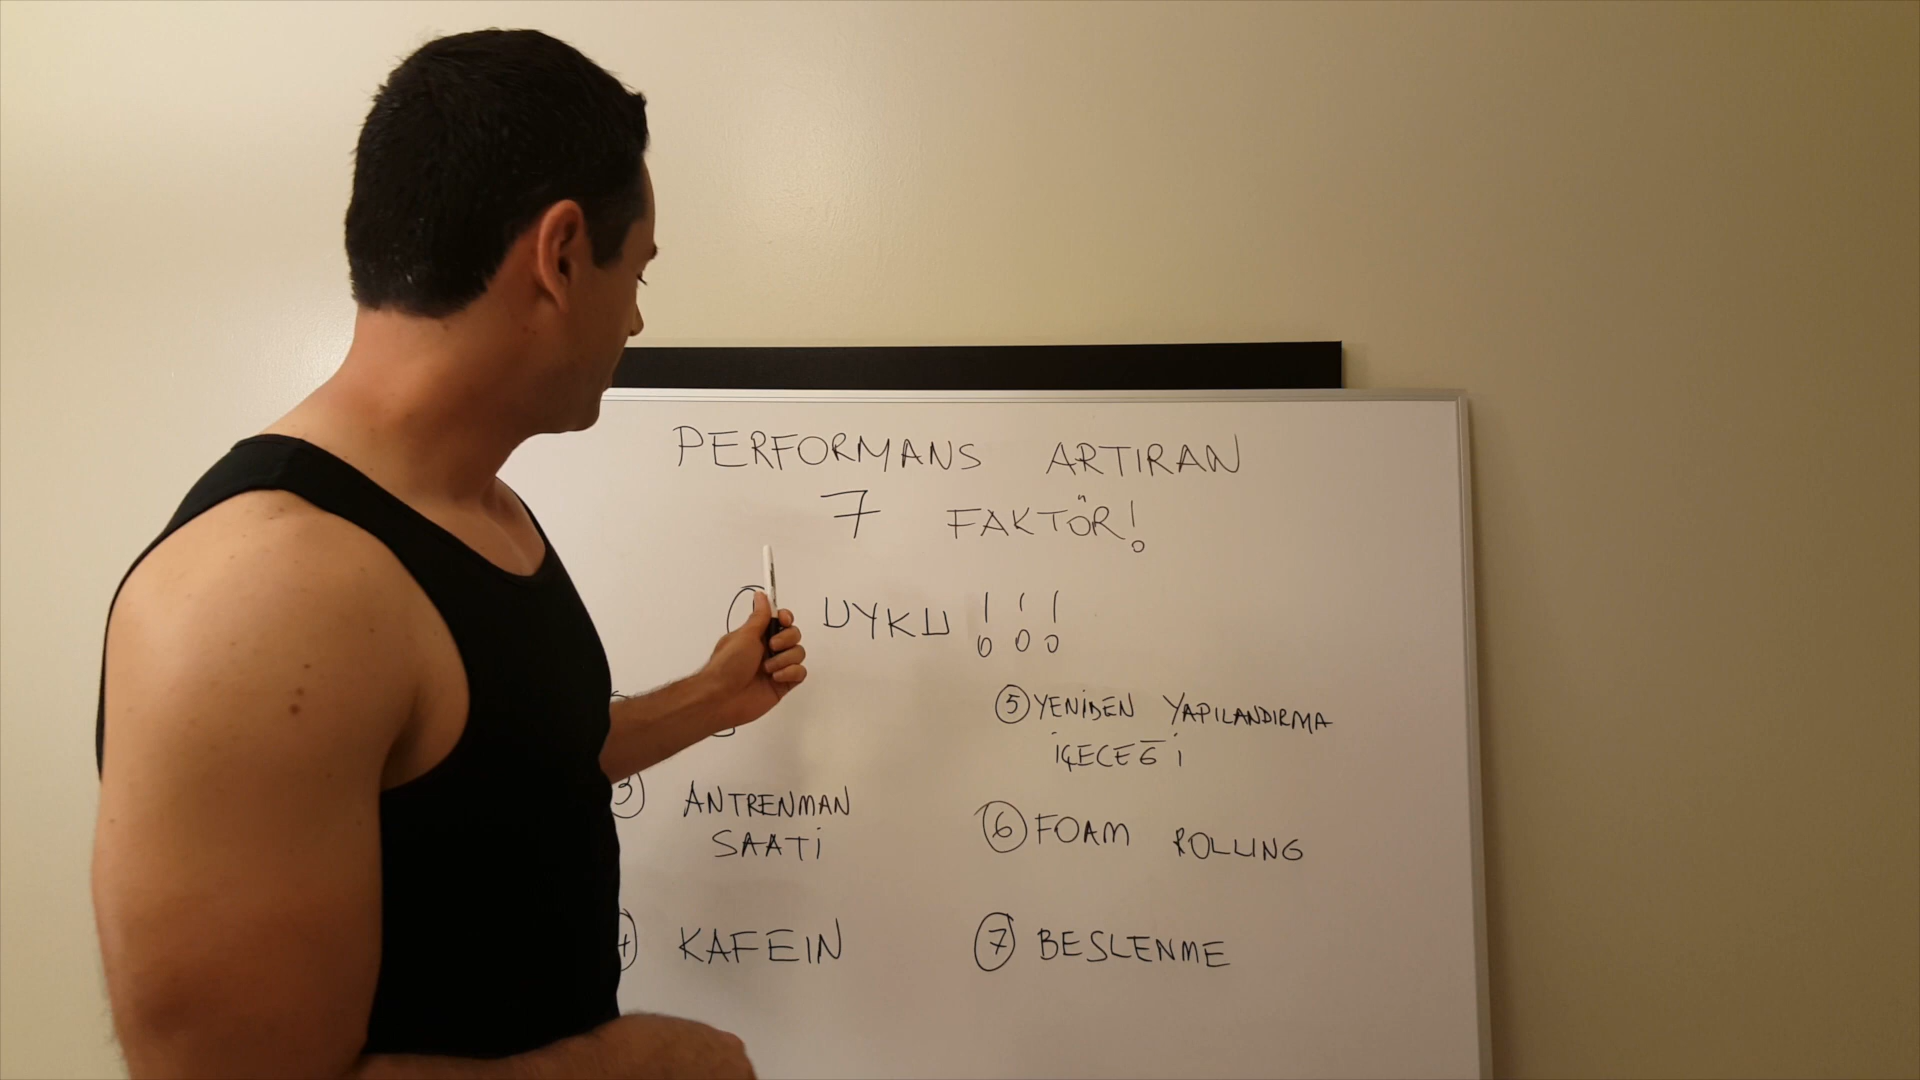 PERFORMANS ARTIRAN
7 FAKTÖR!
UYKU !!!
3 ANTRENMAN
SAATİ
4 KAFEIN
5 YENİDEN YAPILANDIRMA
İÇECEĞİ
6 FOAM ROLLING
7 BESLENME